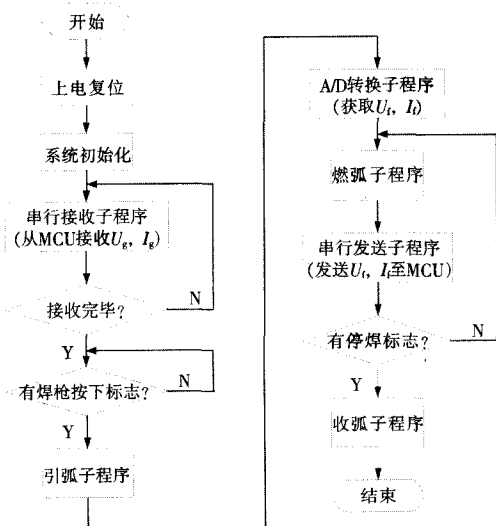 开始
上电复位
系统初始化
串行接收子程序
(从MCU接收Ug, Ig)
接收完毕?
N
Y
有焊枪按下标志?
N
Y
引弧子程序
A/D转换子程序
(获取Uf, If)
燃弧子程序
串行发送子程序
(发送Uf, If至MCU)
有停焊标志?
N
Y
收弧子程序
结束